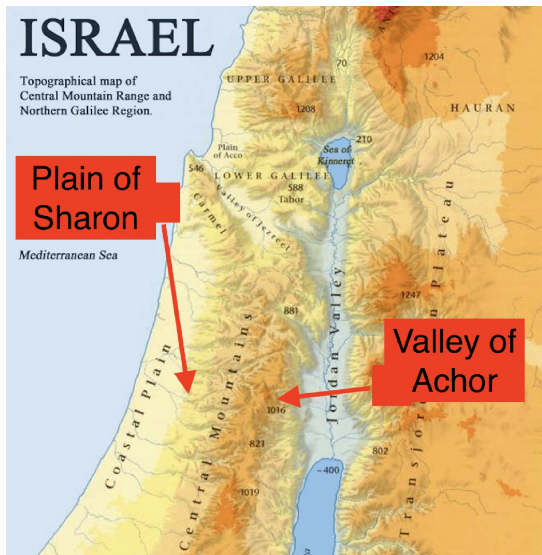 ISRAEL
Topographical map of
Central Mountain Range and
Northern Galilee Region.
70
1204
UPPER GALILEE
1208
HAURAN
210
Plain
of Acco
Sea of
Kinneret
546
LOWER GALILEE
588
Tabor
Plain of
Sharon
Carmel
Valley of Jezreel
Mediterranean Sea
1247
881
Jordan Valley
Valley of
Achor
Coastal Plain
Central Mountains
1016
821
802
-400
1019
Plateau